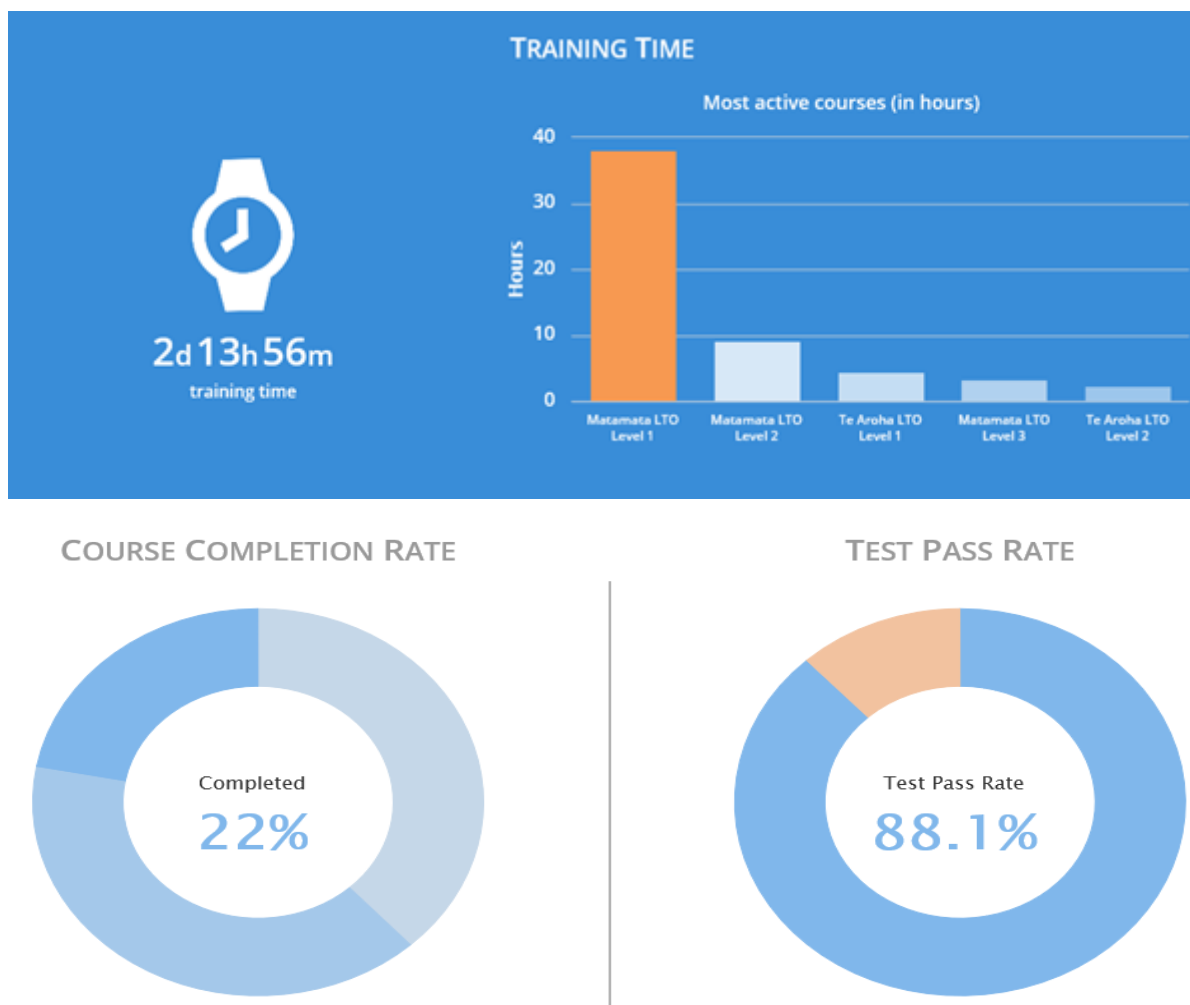 TRAINING TIME
Most active courses (in hours)
40
30
20
10
0
Hours
Matamata LTO
Level 1
Matamata LTO
Level 2
Te Aroha LTO
Level 1
Matamata LTO
Level 3
Te Aroha LTO
Level 2
2d 13h 56m
training time
COURSE COMPLETION RATE
Completed
22%
TEST PASS RATE
Test Pass Rate
88.1%